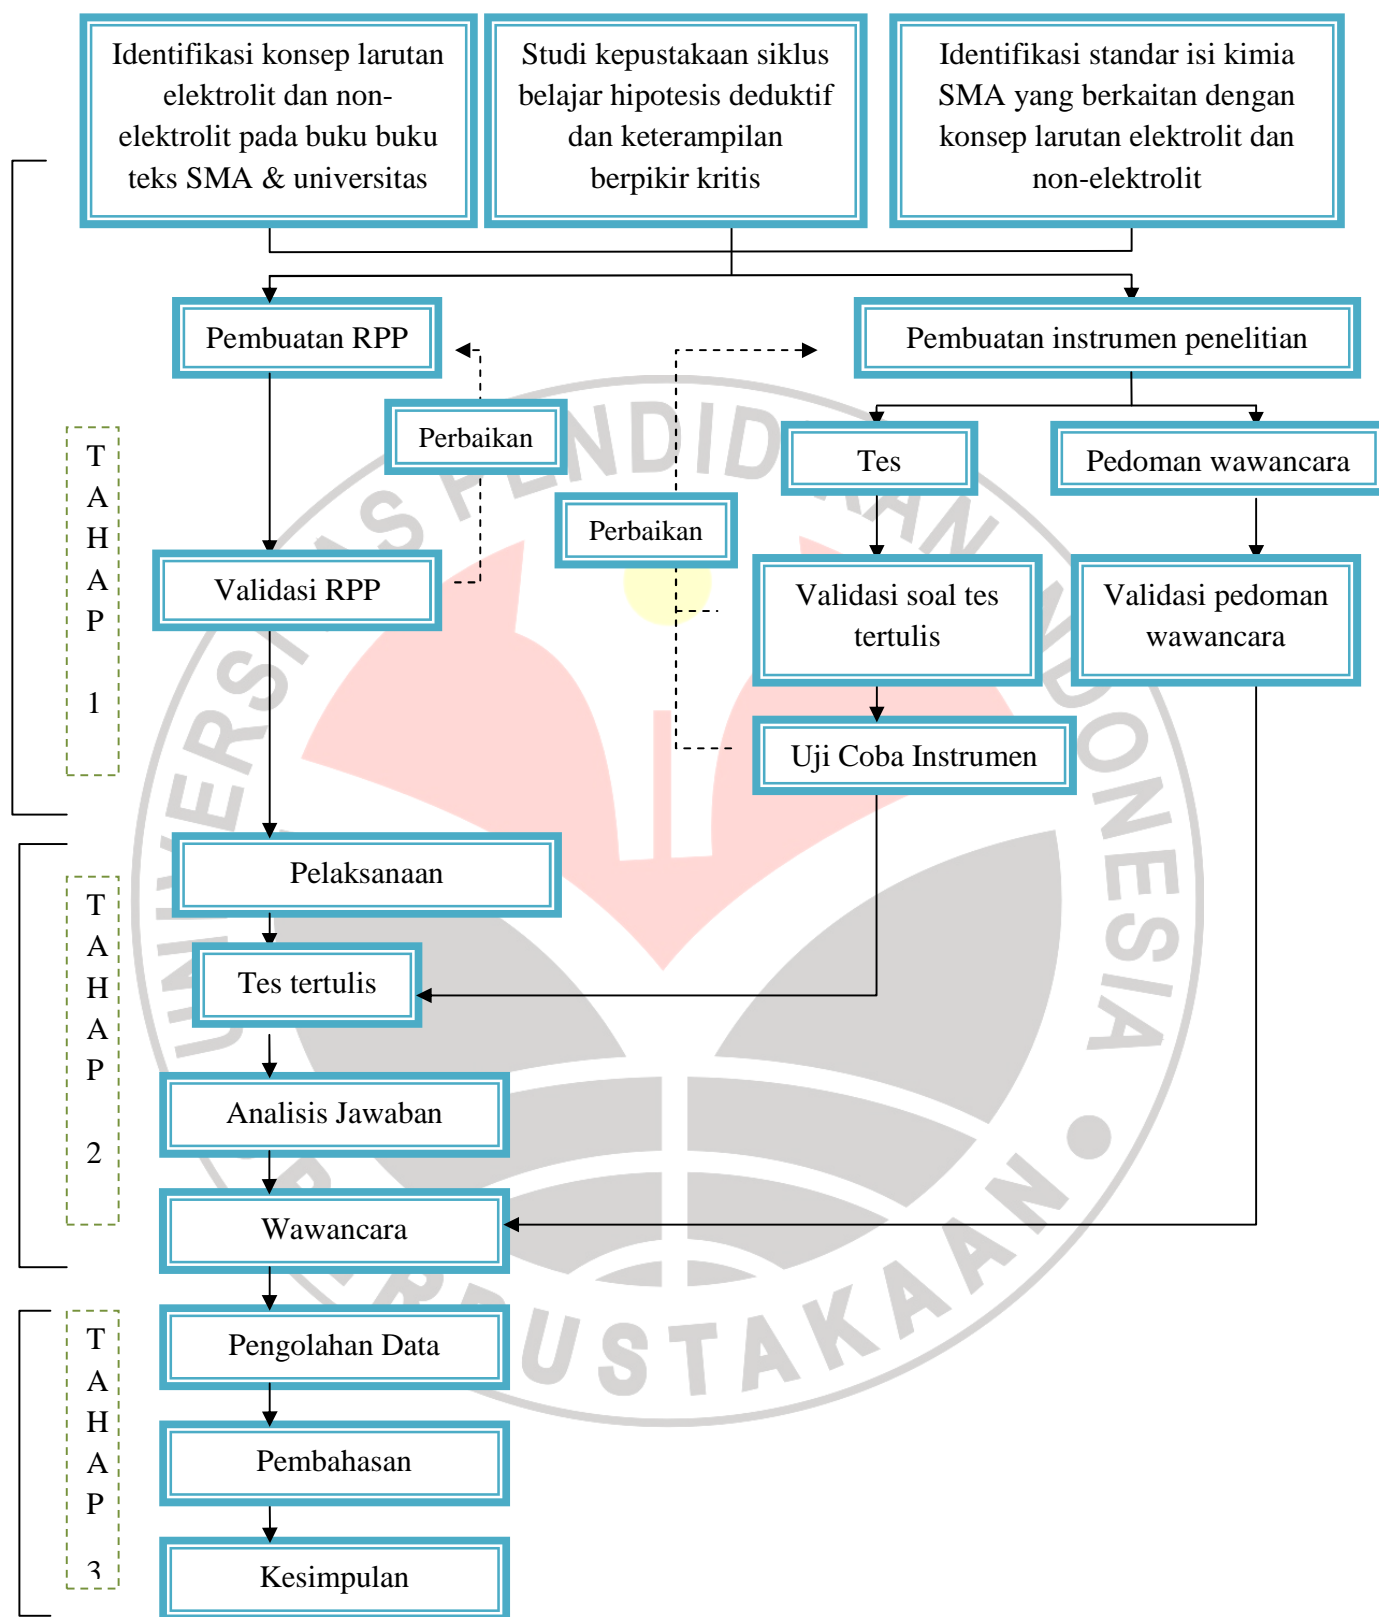 Identifikasi konsep larutan
elektrolit dan non-
elektrolit pada buku buku
teks SMA & universitas
Studi kepustakaan siklus
belajar hipotesis deduktif
dan keterampilan
berpikir kritis
Identifikasi standar isi kimia
SMA yang berkaitan dengan
konsep larutan elektrolit dan
non-elektrolit
Pembuatan RPP
Pembuatan instrumen penelitian
Perbaikan
Tes
Pedoman wawancara
Perbaikan
Validasi RPP
Validasi soal tes
tertulis
Validasi pedoman
wawancara
Uji Coba Instrumen
T
A
H
A
P
1
Pelaksanaan
Tes tertulis
Analisis Jawaban
Wawancara
T
A
H
A
P
2
Pengolahan Data
Pembahasan
Kesimpulan
T
A
H
A
P
3
UNIVERSITAS PENDIDIKAN INDONESIA
PERPUSTAKAAN